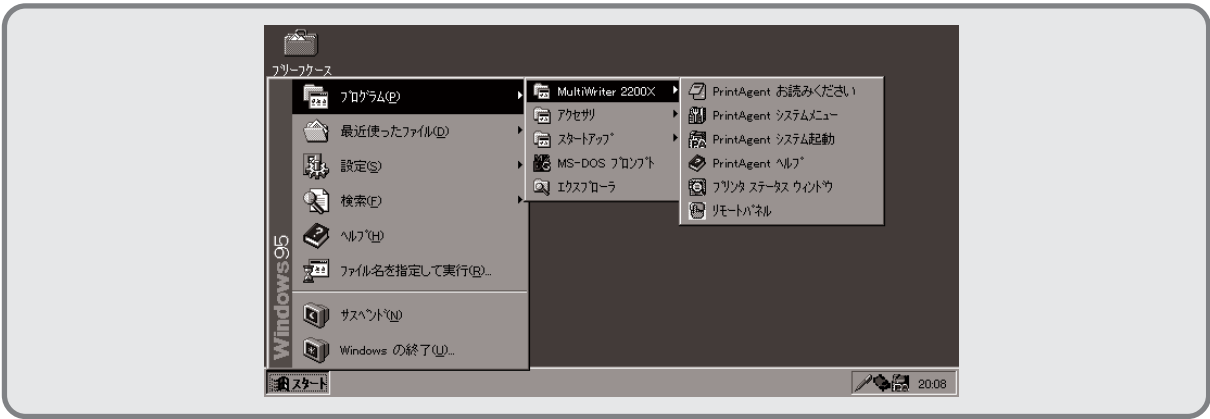 ブリーフケース
プログラム(P)
最近使ったファイル(D)
設定(S)
検索(F)
ヘルプ(H)
ファイル名を指定して実行(R)...
サスペンド(N)
Windows の終了(U)...
Windows95
MultiWriter 2200X
アクセサリ
スタートアップ
MS-DOS プロンプト
エクスプローラ
PrintAgent お読みください
PrintAgent システムメニュー
PrintAgent システム起動
PrintAgent ヘルプ
プリンタ ステータス ウィンドウ
リモートパネル
スタート
20:08